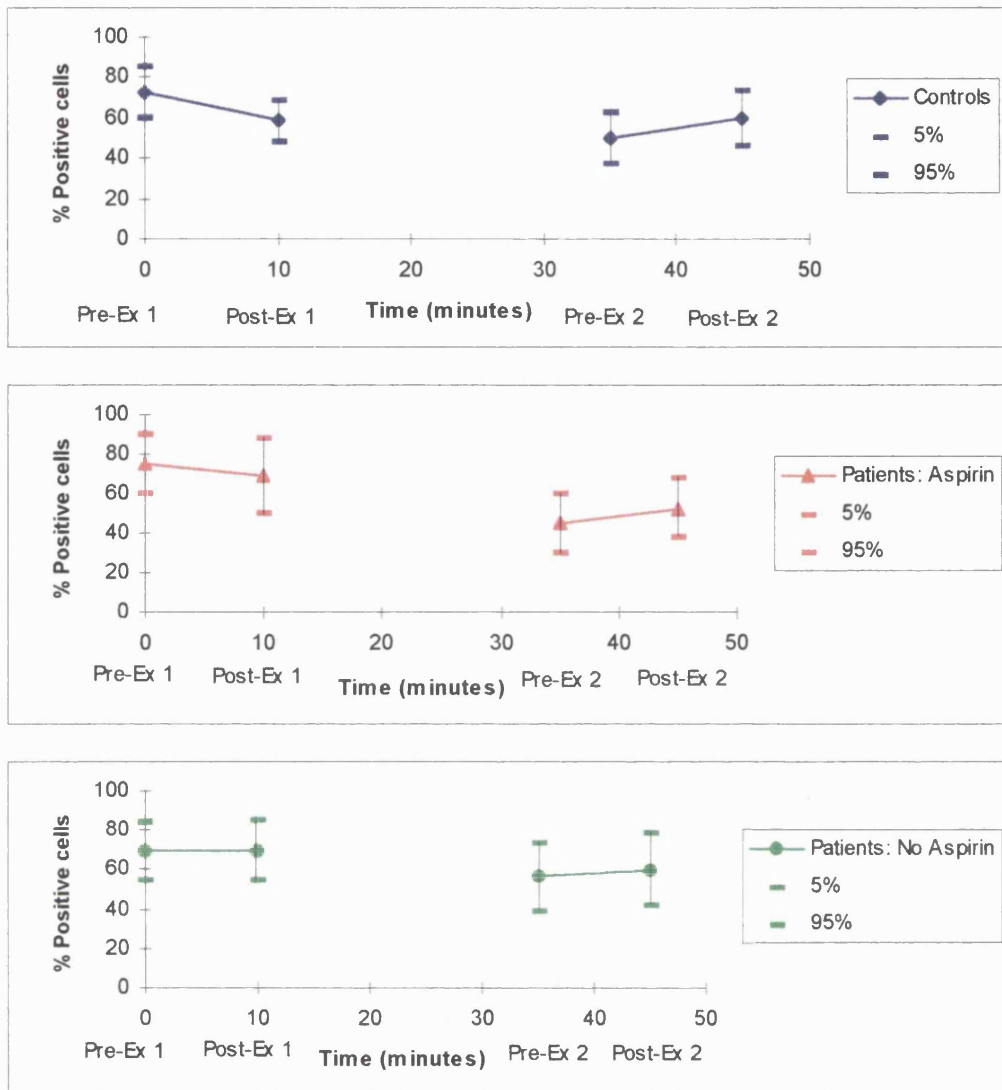 100
80
60
40
20
0
% Positive cells
0 10 20 30 40 50
Pre-Ex 1 Post-Ex 1 Time (minutes) Pre-Ex 2 Post-Ex 2
Controls
5%
95%
100
80
60
40
20
0
% Positive cells
0 10 20 30 40 50
Pre-Ex 1 Post-Ex 1 Time (minutes) Pre-Ex 2 Post-Ex 2
Patients: Aspirin
5%
95%
100
80
60
40
20
0
% Positive cells
0 10 20 30 40 50
Pre-Ex 1 Post-Ex 1 Time (minutes) Pre-Ex 2 Post-Ex 2
Patients: No Aspirin
5%
95%